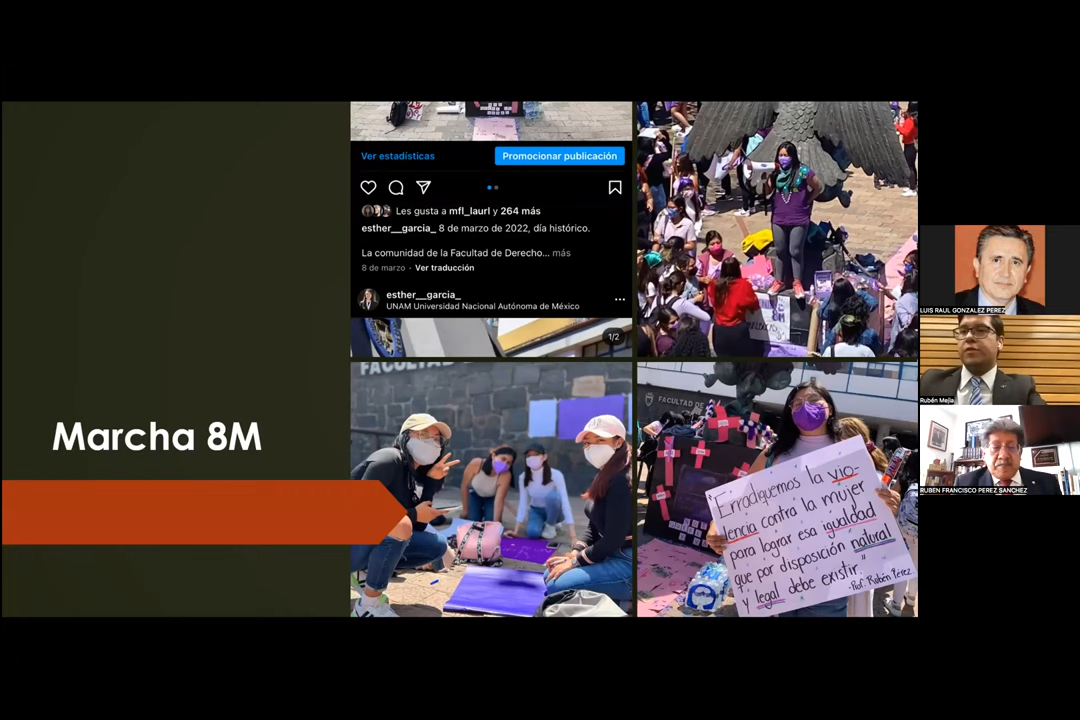 Marcha 8M
Ver estadísticas
Promocionar publicación
Les gusta a mfl_laurl y 264 más
esther__garcia_ 8 de marzo de 2022, día histórico.
La comunidad de la Facultad de Derecho... más
8 de marzo · Ver traducción
esther__garcia_
UNAM Universidad Nacional Autónoma de México
1/2
FACULTAD
FACULTAD DE
"Erradiquemos la vio-
lencia contra la mujer
para lograr esa igualdad
que por disposición natural
y legal debe existir."
-Prof. Rubén Pérez
LUIS RAUL GONZALEZ PEREZ
Rubén Mejía
RUBEN FRANCISCO PEREZ SANCHEZ